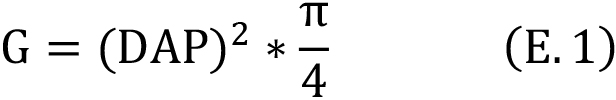 G = (DAP)² * π/4 (E. 1)